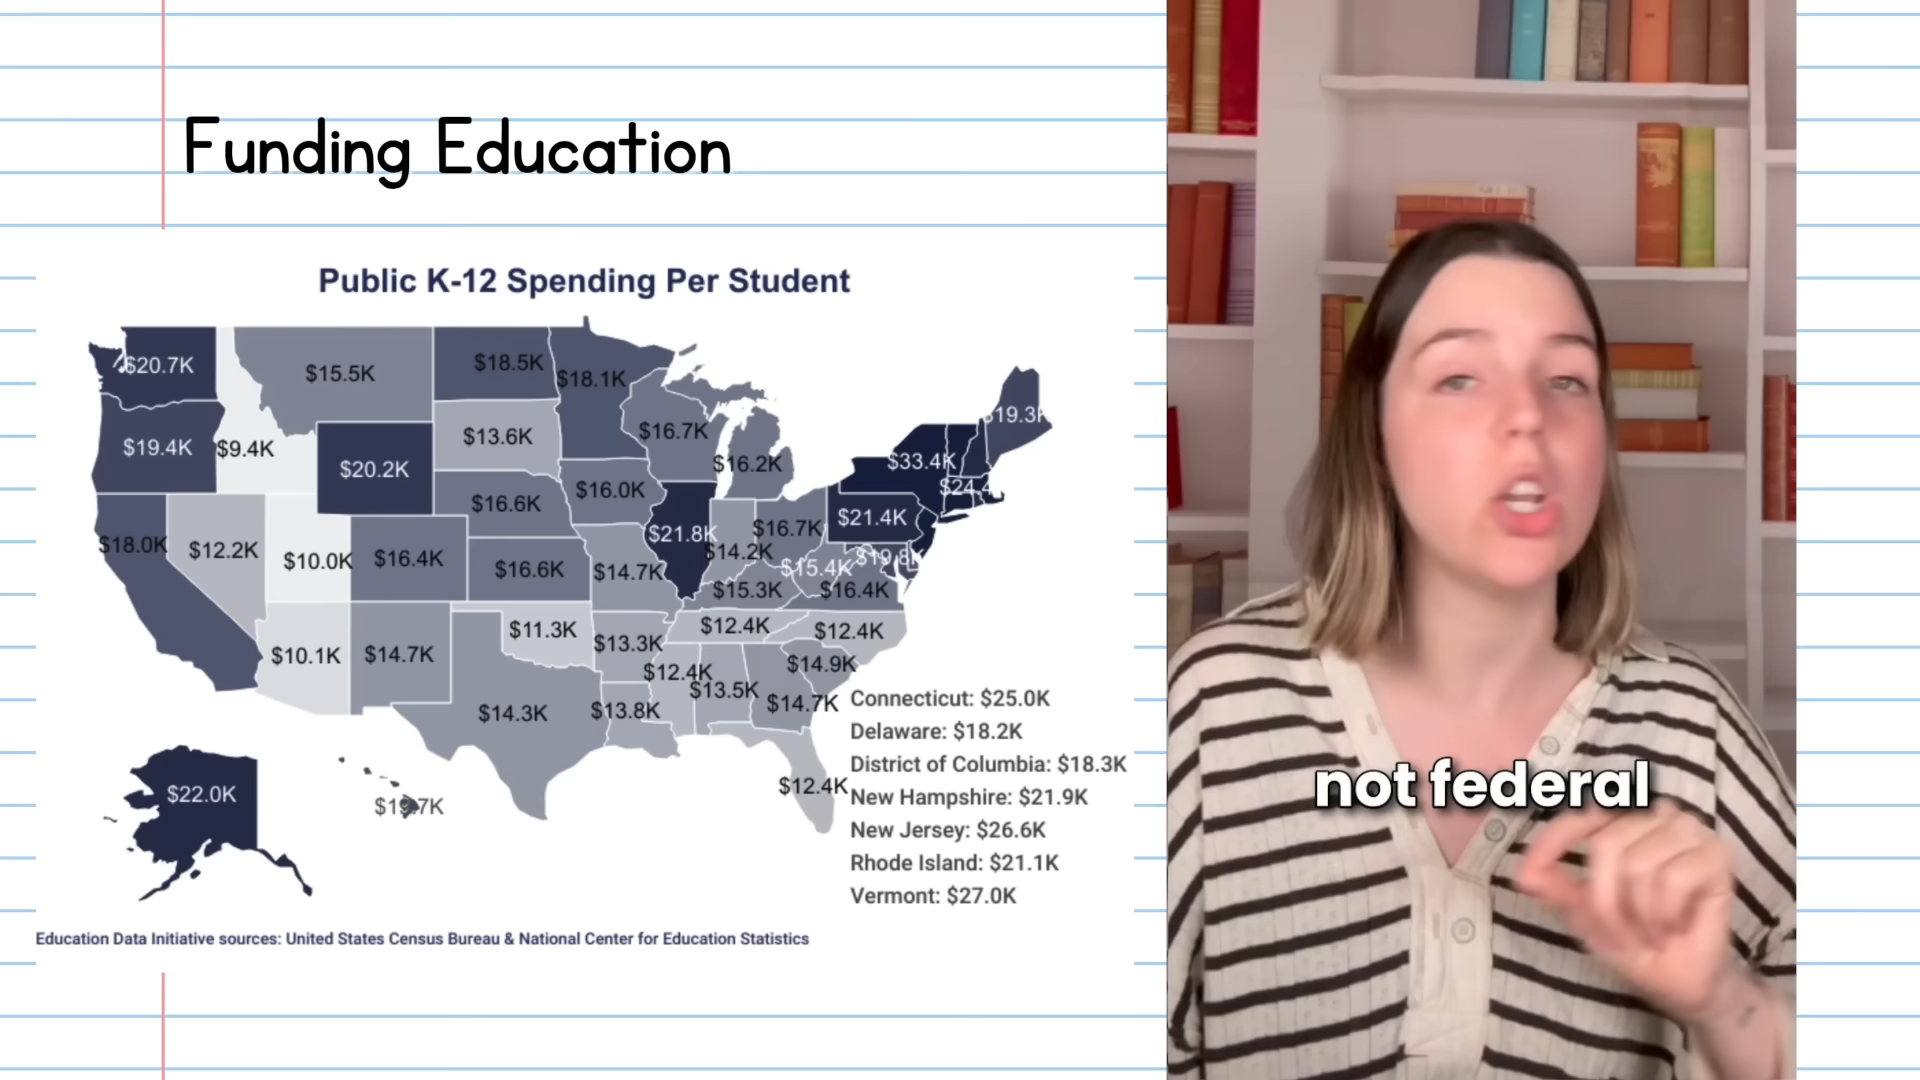 Funding Education
Public K-12 Spending Per Student
$20.7K
$15.5K
$18.5K
$18.1K
$19.3K
$19.4K
$9.4K
$20.2K
$13.6K
$16.7K
$16.2K
$33.4K
$24.4
$16.6K
$16.0K
$21.8K
$14.2K
$16.7K
$21.4K
$18.0K
$12.2K
$10.0K
$16.4K
$16.6K
$14.7K
$15.3K
$15.4K
$19.8K
$16.4K
$10.1K
$14.7K
$11.3K
$13.3K
$12.4K
$12.4K
$12.4K
$13.5K
$14.9K
$14.7K
$14.3K
$13.8K
$12.4K
$22.0K
Connecticut: $25.0K
Delaware: $18.2K
District of Columbia: $18.3K
New Hampshire: $21.9K
New Jersey: $26.6K
Rhode Island: $21.1K
Vermont: $27.0K
Education Data Initiative sources: United States Census Bureau & National Center for Education Statistics
not federal